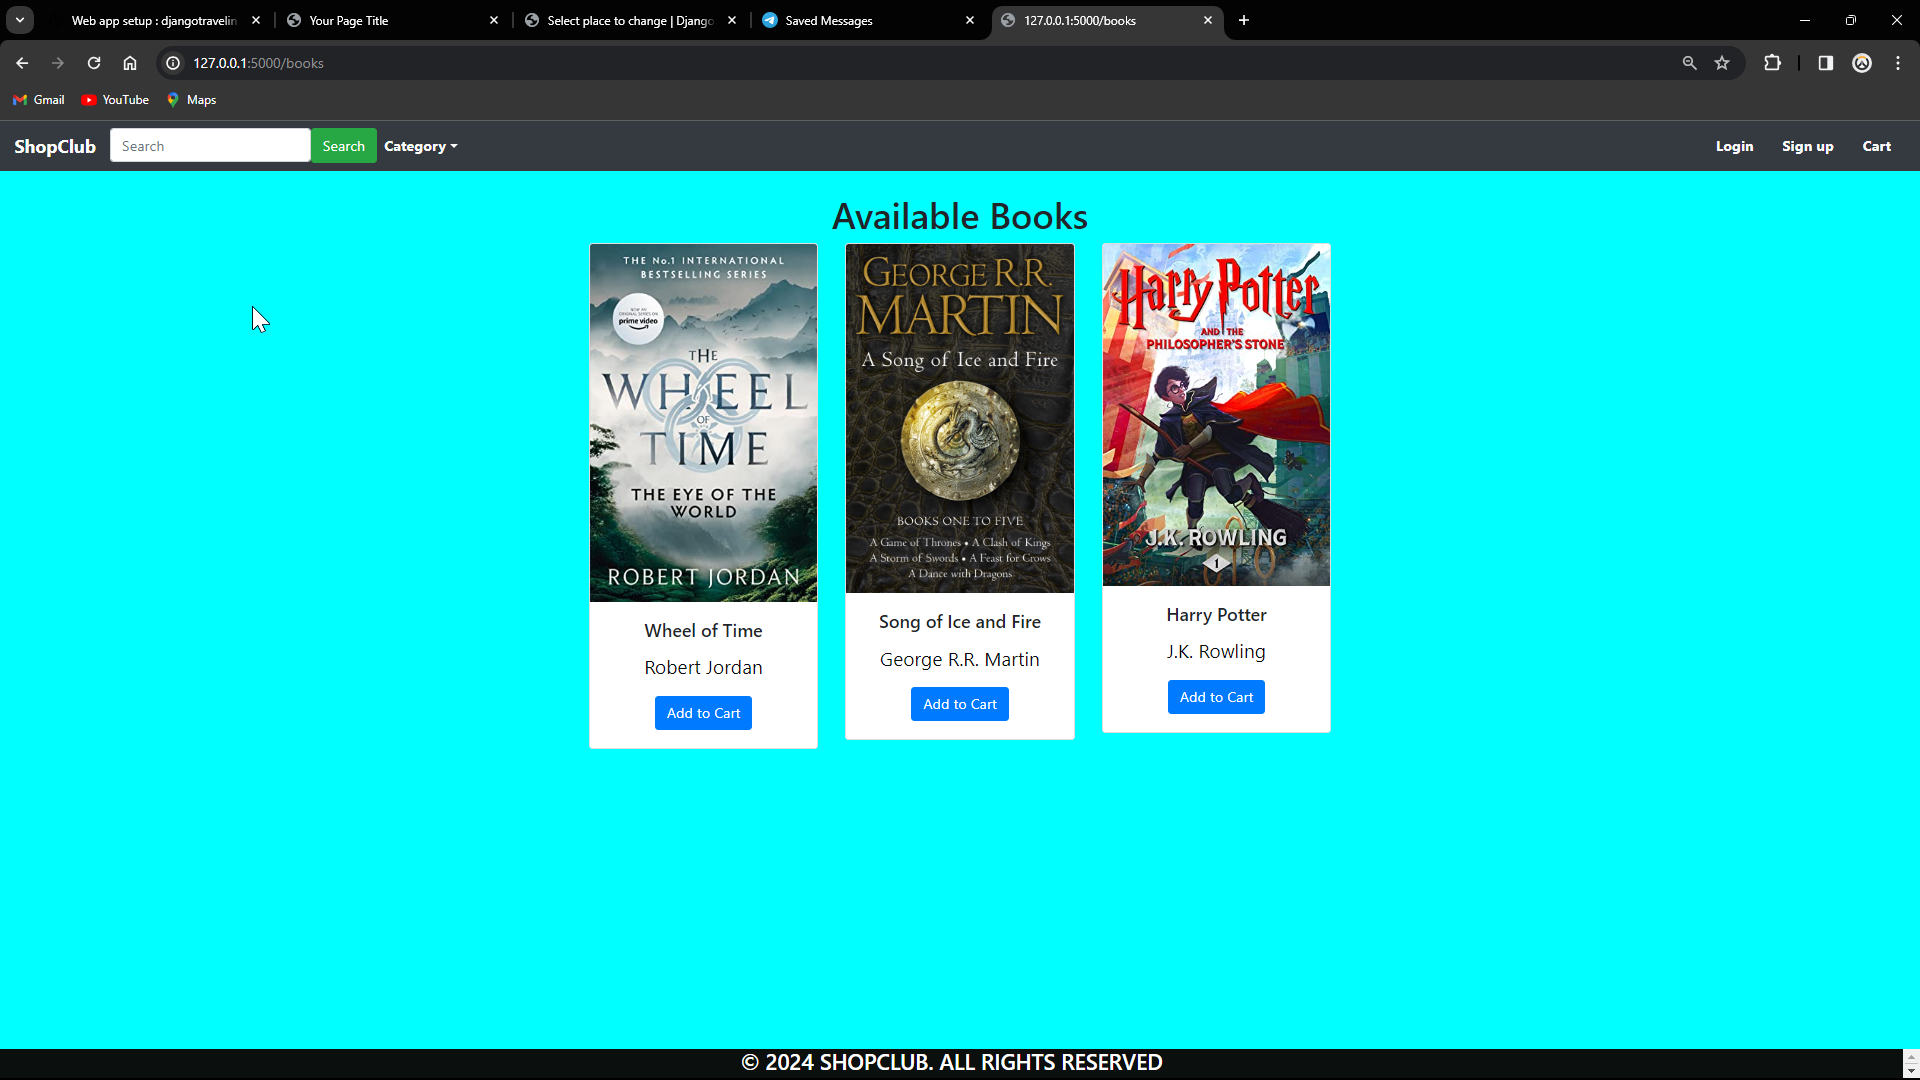 Web app setup : djangotravelin
Your Page Title
Select place to change | Django
Saved Messages
127.0.0.1:5000/books
127.0.0.1:5000/books
Gmail
YouTube
Maps
ShopClub
Search
Search
Category
Login
Sign up
Cart
Available Books
THE No.1 INTERNATIONAL
BESTSELLING SERIES
NOW AN
ORIGINAL SERIES ON
prime video
THE
WHEEL
OF
TIME
THE EYE OF THE
WORLD
ROBERT JORDAN
Wheel of Time
Robert Jordan
Add to Cart
GEORGE R.R.
MARTIN
A Song of Ice and Fire
BOOKS ONE TO FIVE
A Game of Thrones • A Clash of Kings
A Storm of Swords • A Feast for Crows
A Dance with Dragons
Song of Ice and Fire
George R.R. Martin
Add to Cart
Harry Potter
AND THE
PHILOSOPHER'S STONE
J.K. ROWLING
1
Harry Potter
J.K. Rowling
Add to Cart
© 2024 SHOPCLUB. ALL RIGHTS RESERVED